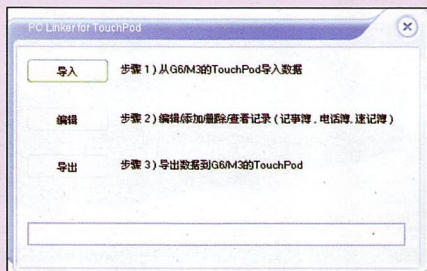 PC Linker for TouchPod
导入 步骤 1 ) 从G6/M3的TouchPod导入数据
编辑 步骤 2 ) 编辑/添加/删除/查看记录 ( 记事簿 , 电话簿, 速记簿 )
导出 步骤 3 ) 导出数据到G6/M3的TouchPod